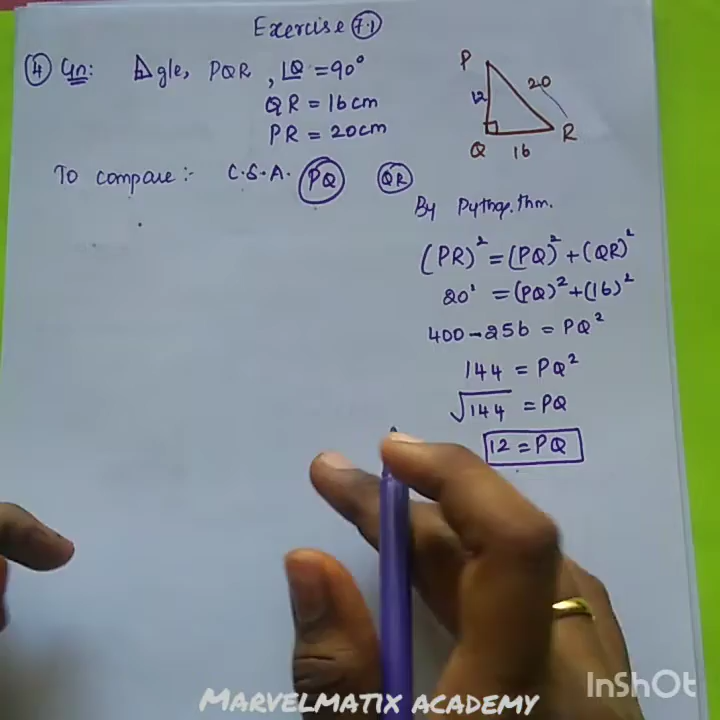 Exercise 7.1
4 Gn: ⊿gle, PQR, ∟Q = 90°
QR = 16cm
PR = 20cm
P
12
20
Q
16
R
To compare :- C.S.A. PQ QR
By Pythag. thm.
(PR)² = (PQ)² + (QR)²
20² = (PQ)² + (16)²
400 - 256 = PQ²
144 = PQ²
√144 = PQ
12 = PQ
MARVELMATIX ACADEMY
InShOt